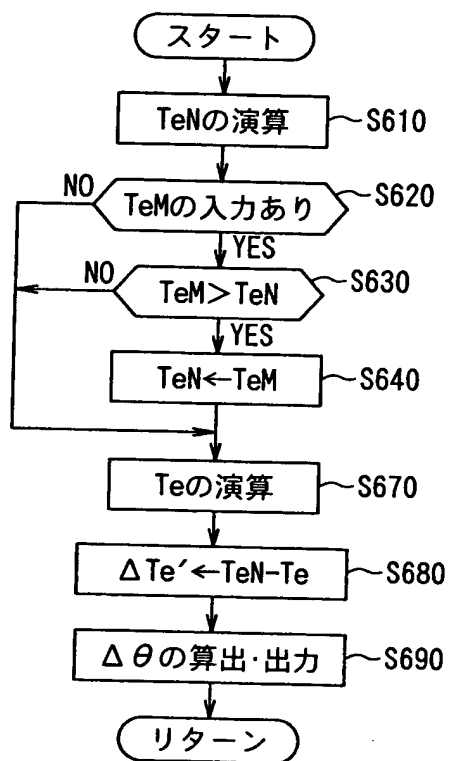 スタート
TeNの演算
S610
NO
TeMの入力あり
S620
YES
NO
TeM>TeN
S630
YES
TeN←TeM
S640
Teの演算
S670
ΔTe′←TeN-Te
S680
Δθの算出・出力
S690
リターン